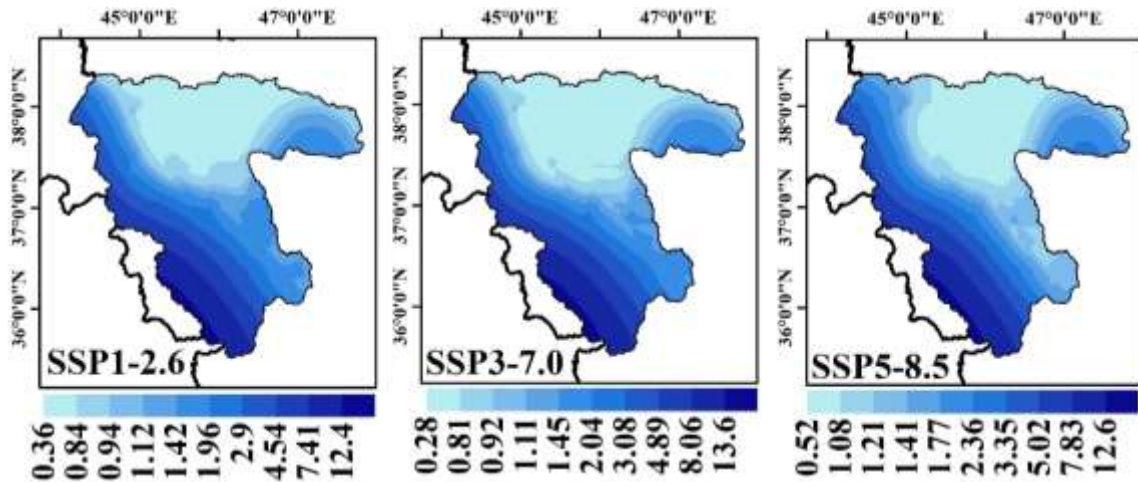 45°0'0"E 47°0'0"E 45°0'0"E 47°0'0"E 45°0'0"E 47°0'0"E
38°0'0"N 38°0'0"N 38°0'0"N
37°0'0"N 37°0'0"N 37°0'0"N
36°0'0"N 36°0'0"N 36°0'0"N
SSP1-2.6 SSP3-7.0 SSP5-8.5
0.36 0.84 0.94 1.12 1.42 1.96 2.9 4.54 7.41 12.4 0.28 0.81 0.92 1.11 1.45 2.04 3.08 4.89 8.06 13.6 0.52 1.08 1.21 1.41 1.77 2.36 3.35 5.02 7.83 12.6